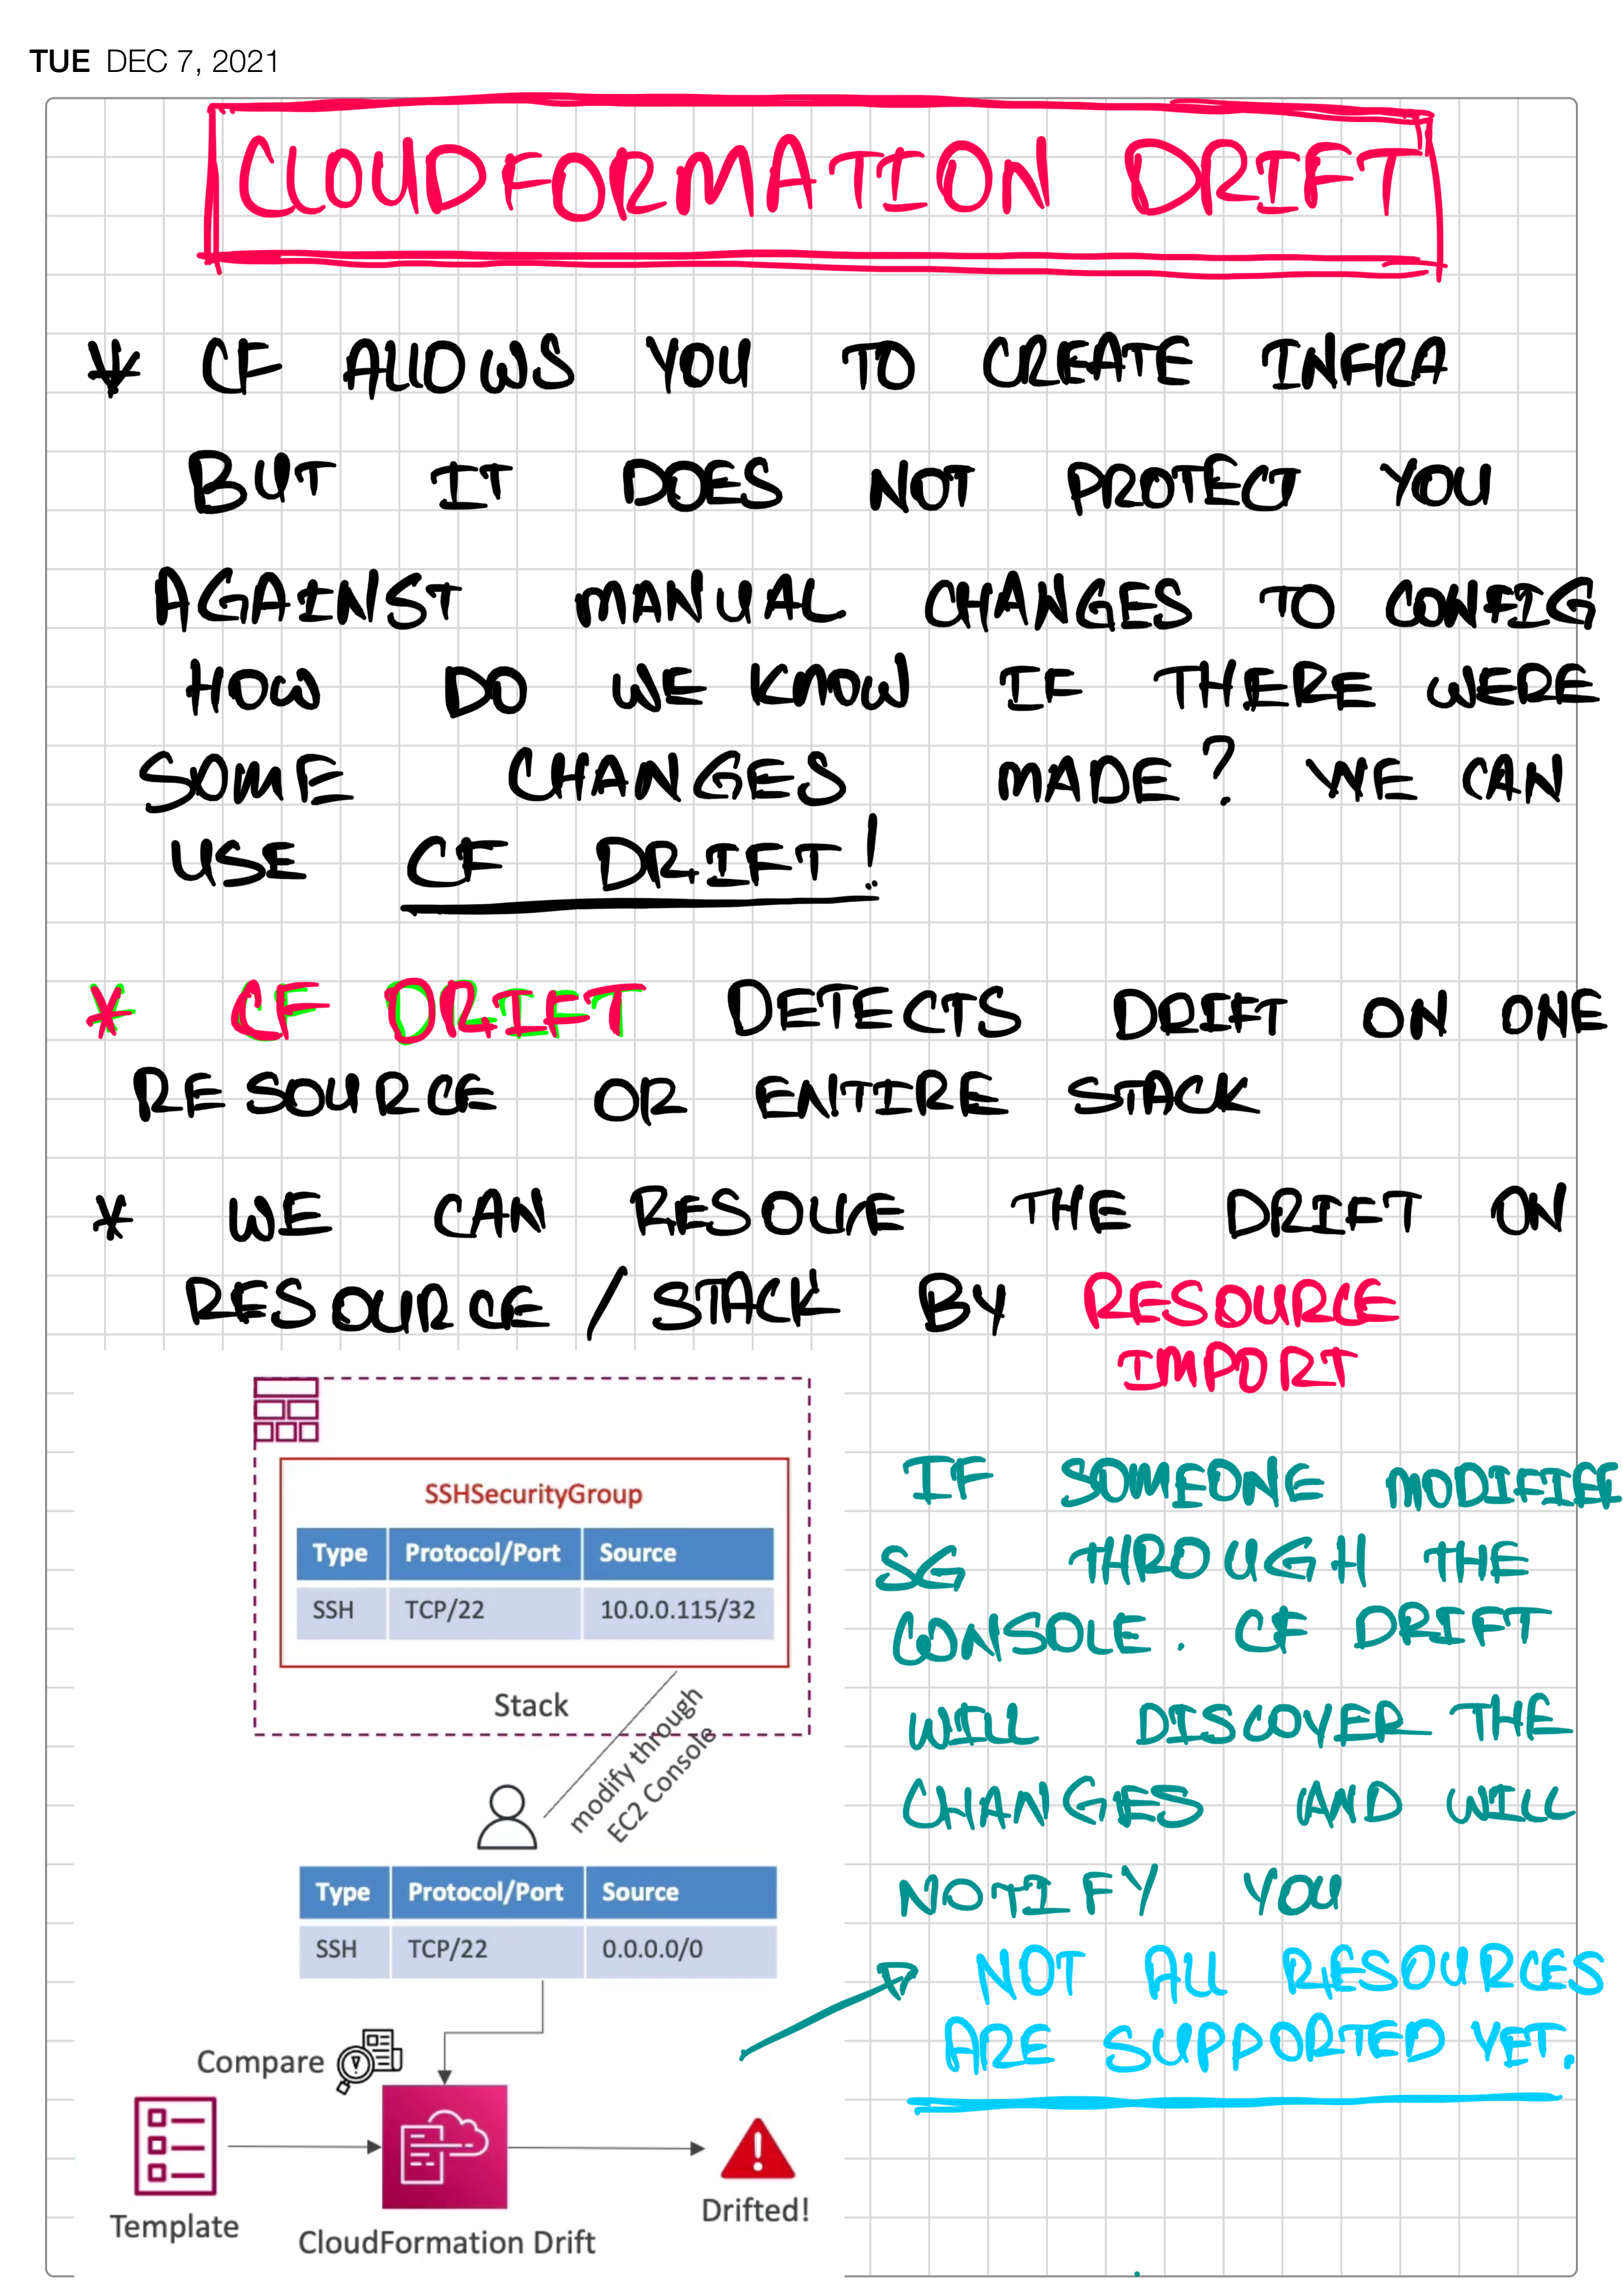 TUE DEC 7, 2021
CLOUDFORMATION DRIFT
* CF ALLOWS YOU TO CREATE INFRA
BUT IT DOES NOT PROTECT YOU
AGAINST MANUAL CHANGES TO CONFIG
HOW DO WE KNOW IF THERE WERE
SOME CHANGES MADE? WE CAN
USE CF DRIFT!
* CF DRIFT DETECTS DRIFT ON ONE
RESOURCE OR ENTIRE STACK
* WE CAN RESOLVE THE DRIFT ON
RESOURCE / STACK BY RESOURCE
IMPORT
SSHSecurityGroup
Type Protocol/Port Source
SSH TCP/22 10.0.0.115/32
Stack
modify through
EC2 Console
Type Protocol/Port Source
SSH TCP/22 0.0.0.0/0
Compare
Template
CloudFormation Drift
Drifted!
IF SOMEONE MODIFIEE
SG THROUGH THE
CONSOLE. CF DRIFT
WILL DISCOVER THE
CHANGES AND WILL
NOTIFY YOU
NOT ALL RESOURCES
ARE SUPPORTED YET.